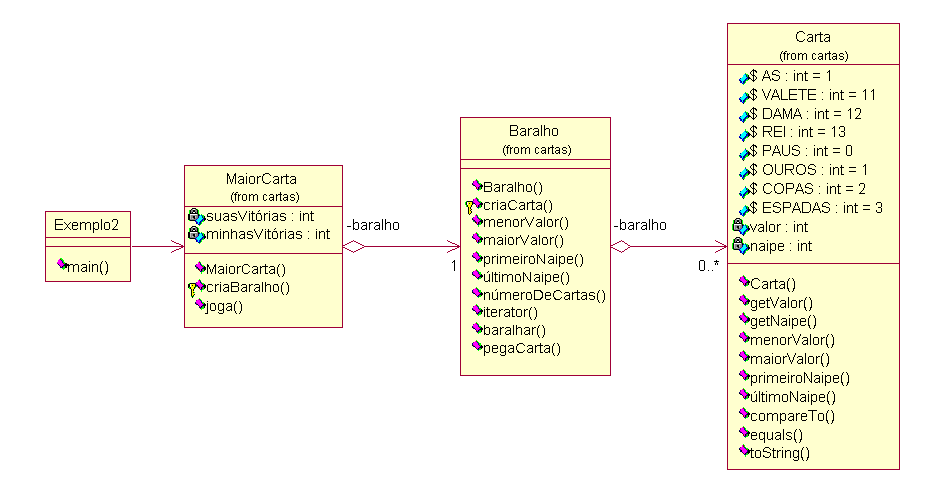 Exemplo2
main()
MaiorCarta
(from cartas)
suasVitórias : int
minhasVitórias : int
MaiorCarta()
criaBaralho()
joga()
-baralho
1
Baralho
(from cartas)
Baralho()
criaCarta()
menorValor()
maiorValor()
primeiroNaipe()
últimoNaipe()
númeroDeCartas()
iterator()
baralhar()
pegaCarta()
-baralho
0..*
Carta
(from cartas)
$ AS : int = 1
$ VALETE : int = 11
$ DAMA : int = 12
$ REI : int = 13
$ PAUS : int = 0
$ OUROS : int = 1
$ COPAS : int = 2
$ ESPADAS : int = 3
valor : int
naipe : int
Carta()
getValor()
getNaipe()
menorValor()
maiorValor()
primeiroNaipe()
últimoNaipe()
compareTo()
equals()
toString()